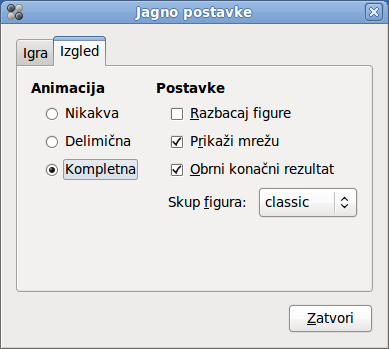 Jagno postavke
Igra
Izgled
Animacija
Nikakva
Delimična
Kompletna
Postavke
Razbacaj figure
Prikaži mrežu
Obrni konačni rezultat
Skup figura: classic
Zatvori